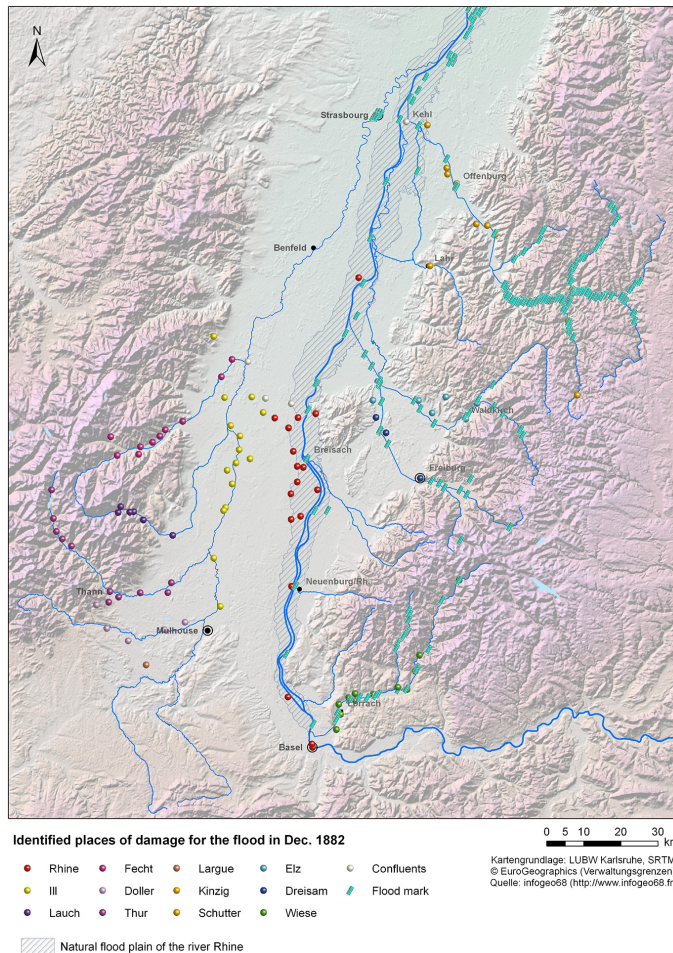 N
Strasbourg
Kehl
Offenburg
Benfeld
Lahr
Waldkirch
Breisach
Freiburg
Thann
Neuenburg/Rh.
Mulhouse
Lörrach
Basel
Identified places of damage for the flood in Dec. 1882
0 5 10 20 30
km
Rhine Fecht Largue Elz Confluents
Ill Doller Kinzig Dreisam Flood mark
Lauch Thur Schutter Wiese
Natural flood plain of the river Rhine
Kartengrundlage: LUBW Karlsruhe, SRTM
© EuroGeographics (Verwaltungsgrenzen
Quelle: infogeo68 (http://www.infogeo68.fr